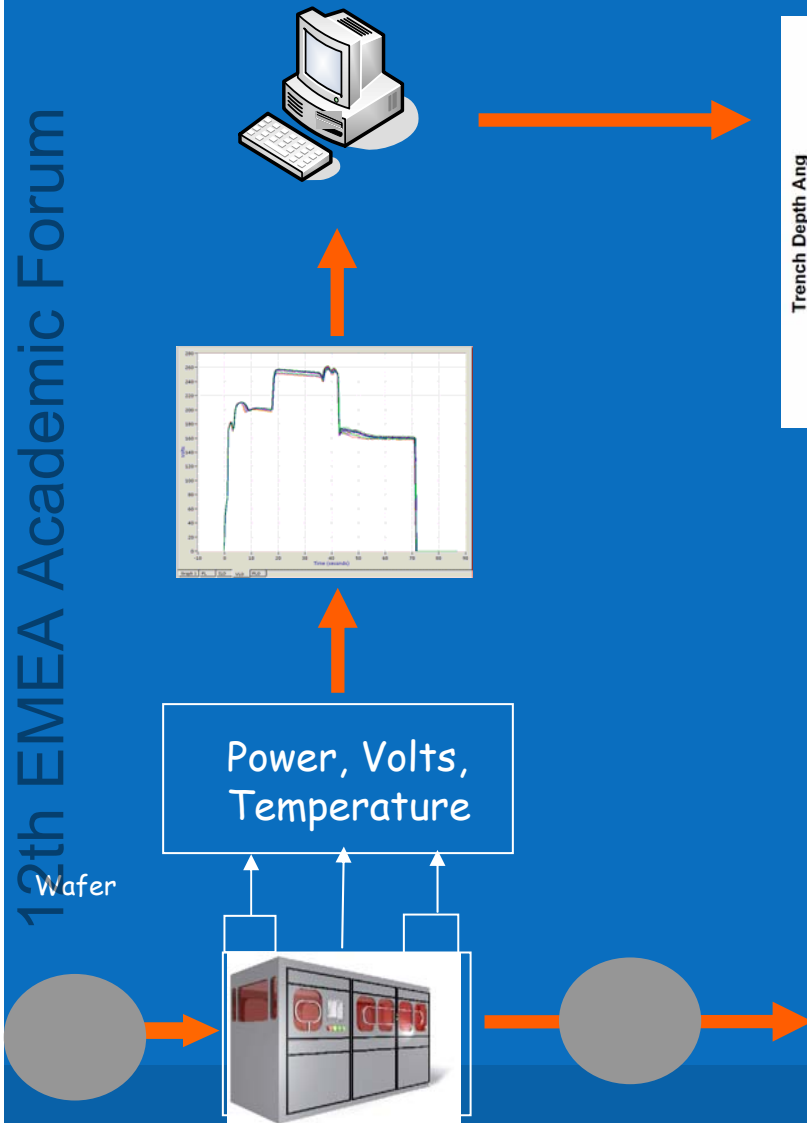 12th EMEA Academic Forum
Trench Depth Ang
Time (seconds)
Power, Volts,
Temperature
Wafer